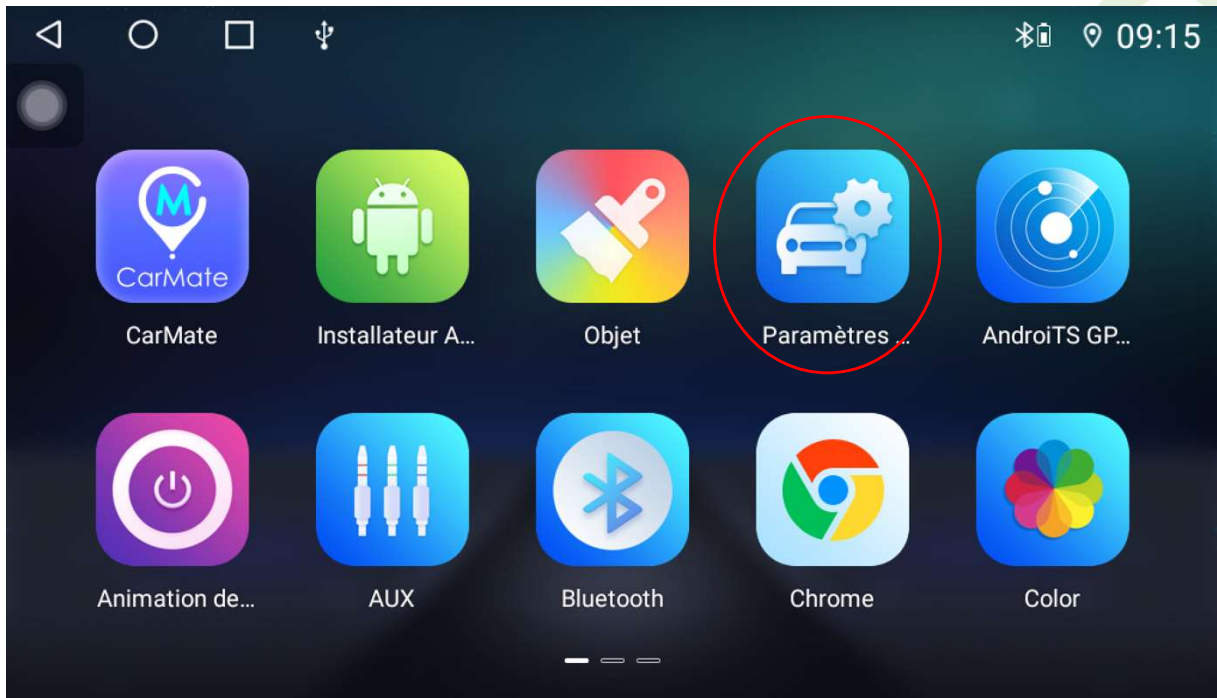 09:15
M
CarMate
CarMate
Installateur A...
Objet
Paramètres ...
AndroiTS GP...
Animation de...
AUX
Bluetooth
Chrome
Color